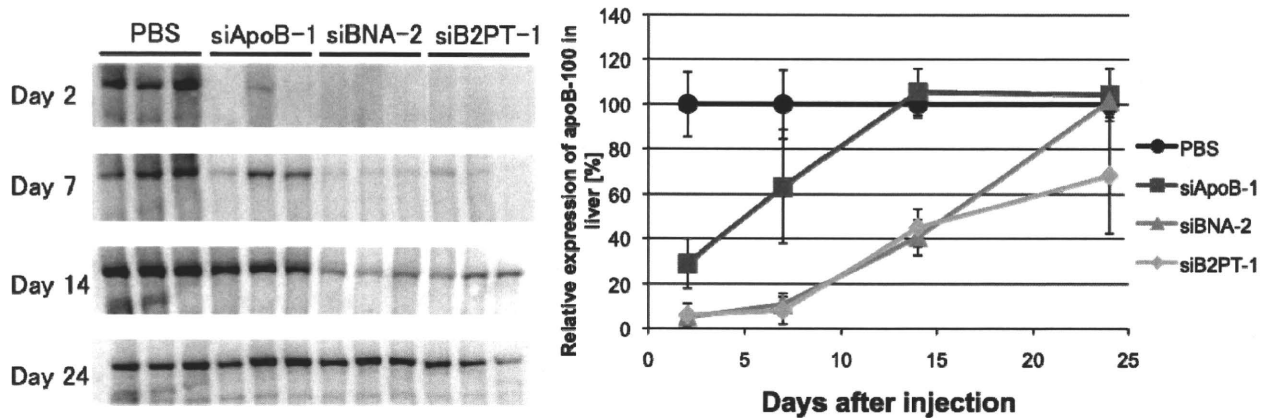 PBS siApoB-1 siBNA-2 siB2PT-1
Day 2
Day 7
Day 14
Day 24
Relative expression of apoB-100 in
liver [%]
140
120
100
80
60
40
20
0
0 5 10 15 20 25
Days after injection
PBS
siApoB-1
siBNA-2
siB2PT-1